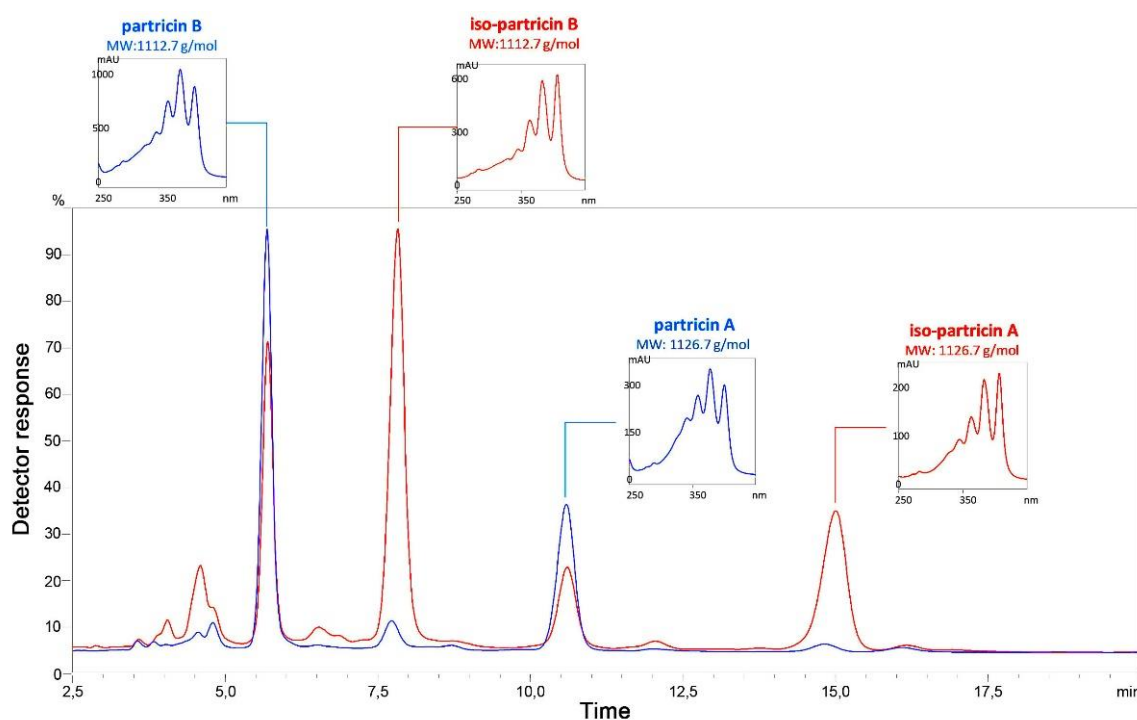 partricin B
MW:1112.7 g/mol
mAU
1000
500
0
250 350 nm
iso-partricin B
MW:1112.7 g/mol
mAU
600
300
0
250 350 nm
partricin A
MW: 1126.7 g/mol
mAU
300
150
0
250 350 nm
iso-partricin A
MW: 1126.7 g/mol
mAU
200
100
0
250 350 nm
%
90
80
70
60
50
40
30
20
10
0
Detector response
2,5 5,0 7,5 10,0 12,5 15,0 17,5 min
Time